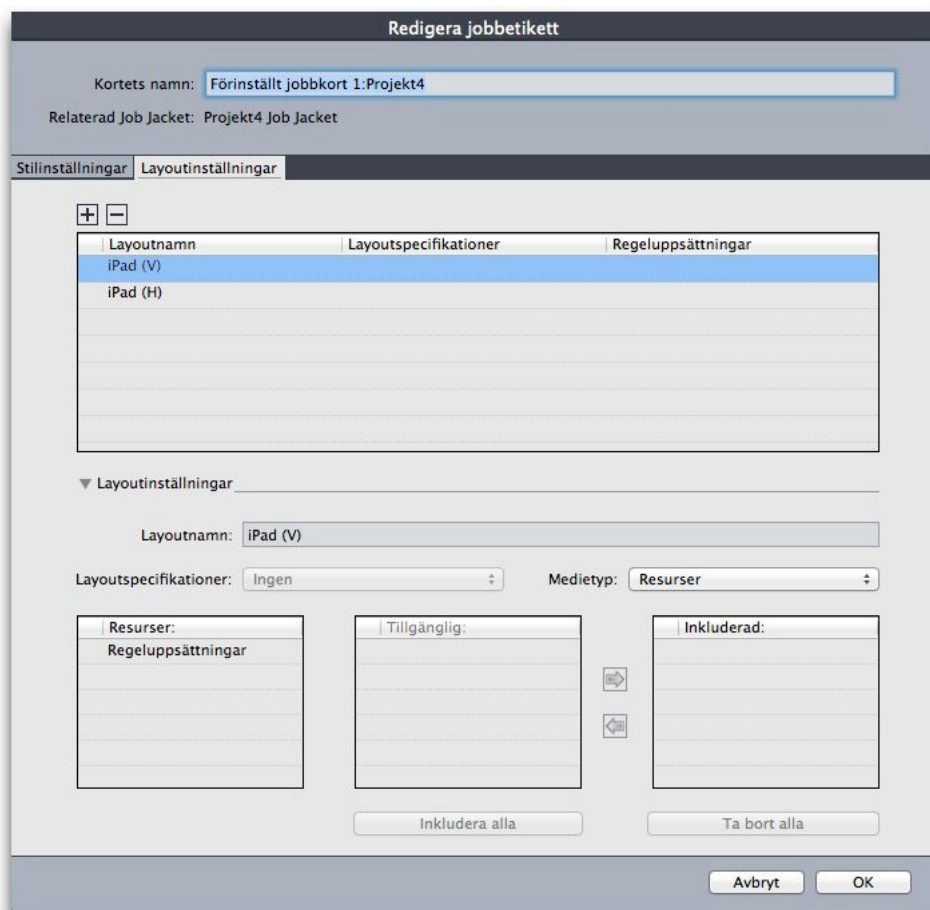 Redigera jobbetikett
Kortets namn: Förinställt jobbkort 1:Projekt4
Relaterad Job Jacket: Projekt4 Job Jacket
Stilinställningar Layoutinställningar
Layoutnamn Layoutspecifikationer Regeluppsättningar
iPad (V)
iPad (H)
Layoutinställningar
Layoutnamn: iPad (V)
Layoutspecifikationer: Ingen Medietyp: Resurser
Resurser: Tillgänglig: Inkluderad:
Regeluppsättningar
Inkludera alla Ta bort alla
Avbryt OK